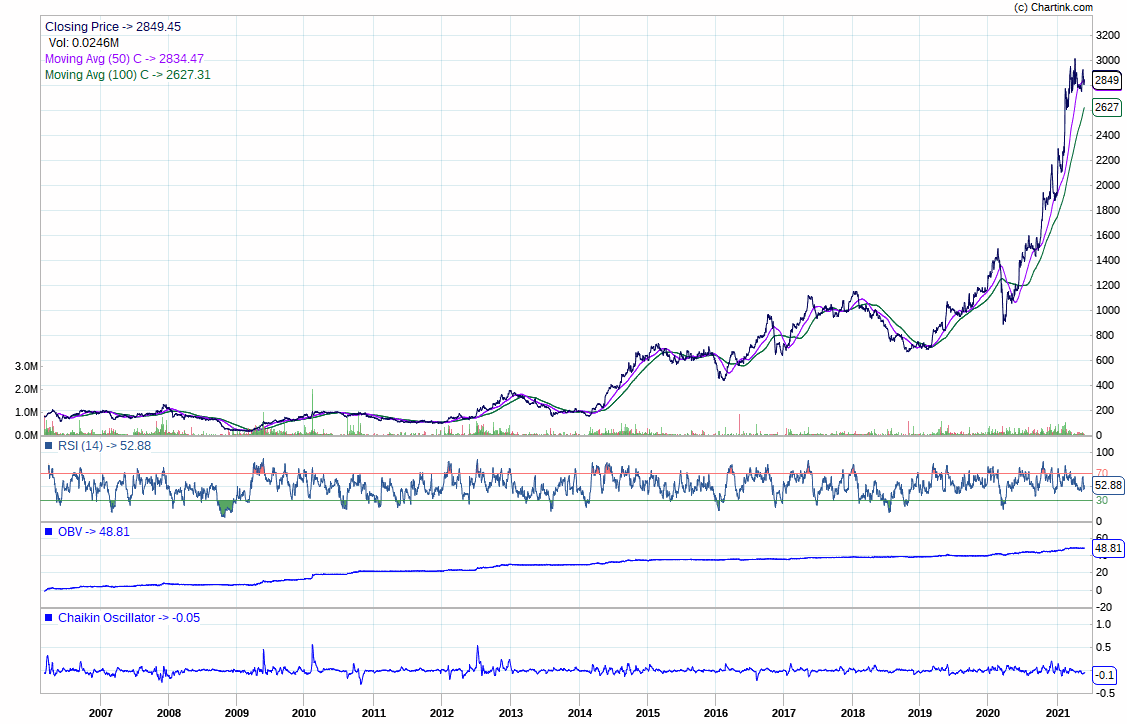 (c) Chartink.com
Closing Price -> 2849.45
Vol: 0.0246M
Moving Avg (50) C -> 2834.47
Moving Avg (100) C -> 2627.31
3200
3000
2849
2627
2400
2200
2000
1800
1600
1400
1200
1000
800
600
400
200
0
3.0M
2.0M
1.0M
0.0M
RSI (14) -> 52.88
100
70
52.88
30
0
OBV -> 48.81
60
48.81
20
0
-20
Chaikin Oscillator -> -0.05
1.0
0.5
-0.1
-0.5
2007 2008 2009 2010 2011 2012 2013 2014 2015 2016 2017 2018 2019 2020 2021